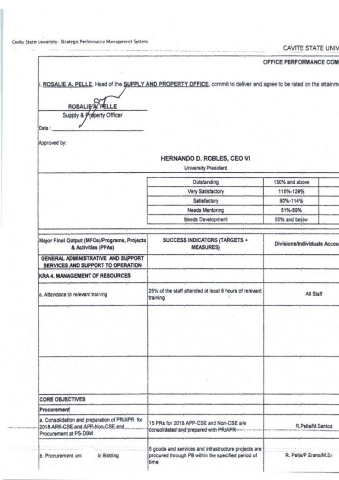 Cavite State University - Strategic Performance Management System
CAVITE STATE UNIV
OFFICE PERFORMANCE COM
I, ROSALIE A. PELLE, Head of the SUPPLY AND PROPERTY OFFICE, commit to deliver and agree to be rated on the attainm
ROSALIE A. PELLE
Supply & Property Officer
Date :
Approved by:
HERNANDO D. ROBLES, CEO VI
University President
Outstanding 130% and above
Very Satisfactory 115%-129%
Satisfactory 90%-114%
Needs Mentoring 51%-89%
Needs Development 50% and below
Major Final Output (MFOs)/Programs, Projects & Activities (PPAs)
SUCCESS INDICATORS (TARGETS + MEASURES)
Divisions/Individuals Accou
GENERAL ADMINISTRATIVE AND SUPPORT SERVICES AND SUPPORT TO OPERATION
KRA 4. MANAGEMENT OF RESOURCES
a. Attendance to relevant training
25% of the staff attended at least 8 hours of relevant training
All Staff
CORE OBJECTIVES
Procurement
a. Consolidation and preparation of PR/APR for 2018 APP-CSE and APP-Non-CSE and Procurement at PS-DBM
15 PRs for 2018 APP-CSE and Non-CSE are consolidated and prepared with PR/APR
R.Pelle/M.Santos
b. Procurement Bidding
goods and services and infrastructure projects are procured through PB within the specified period of time
R. Pelle/P.Erana/M.